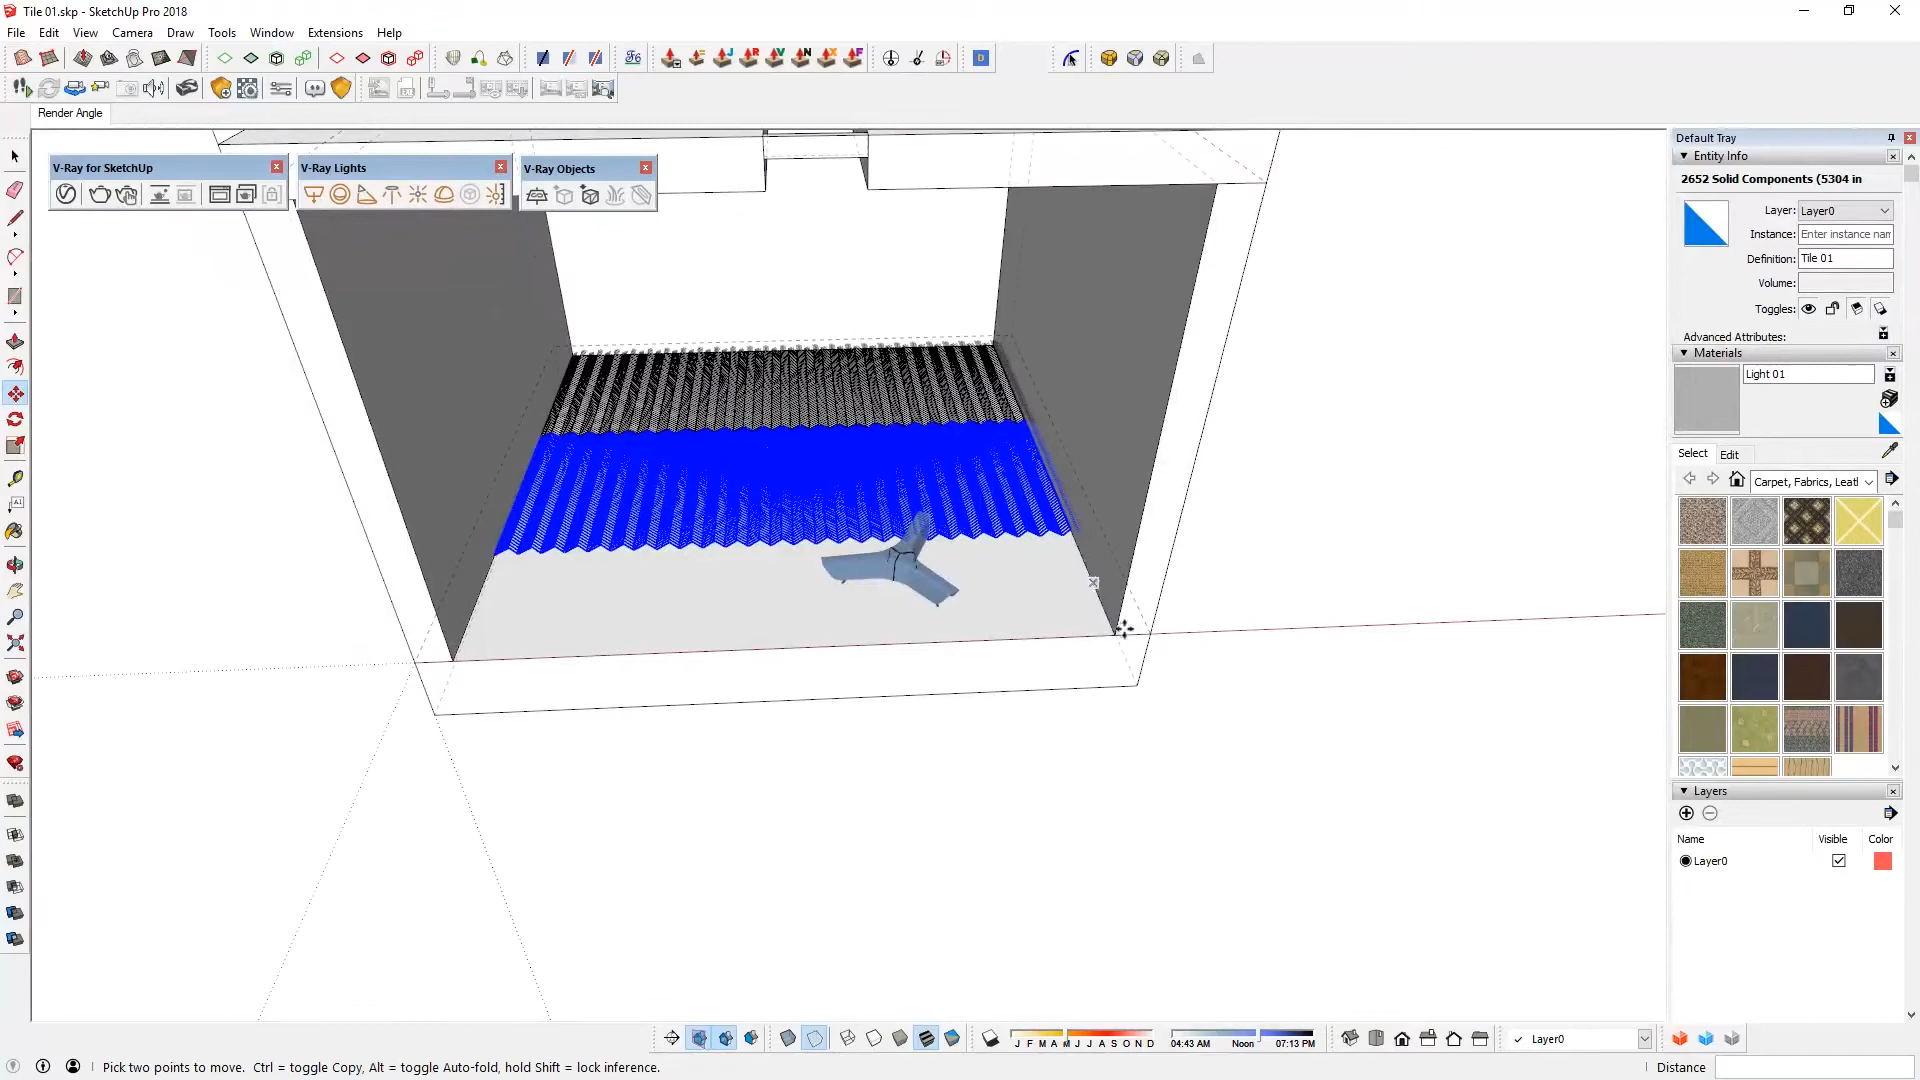 Tile 01.skp - SketchUp Pro 2018
File Edit View Camera Draw Tools Window Extensions Help
Render Angle
V-Ray for SketchUp
V-Ray Lights
V-Ray Objects
Default Tray
Entity Info
2652 Solid Components (5304 in
Layer: Layer0
Instance: Enter instance nam
Definition: Tile 01
Volume:
Toggles:
Advanced Attributes:
Materials
Light 01
Select Edit
Carpet, Fabrics, Leatl
Layers
Name Visible Color
Layer0
J F M A M J J A S O N D
04:43 AM Noon 07:13 PM
Layer0
Pick two points to move. Ctrl = toggle Copy, Alt = toggle Auto-fold, hold Shift = lock inference.
Distance